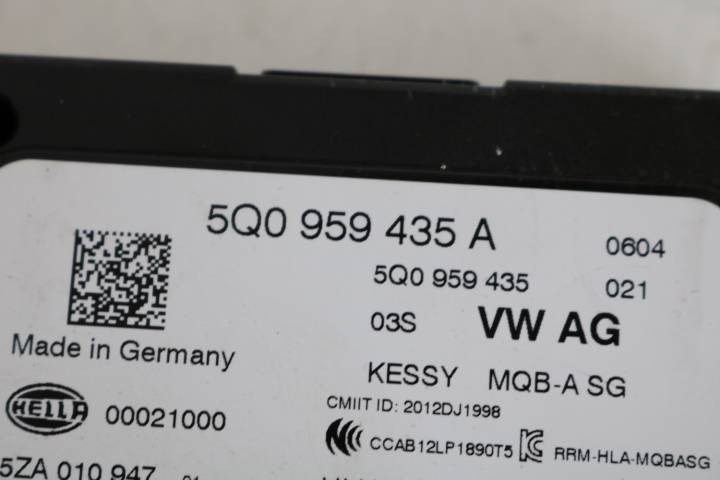 5Q0 959 435 A 0604
5Q0 959 435 021
03S VW AG
Made in Germany
KESSY MQB-A SG
HELLA 00021000
CMIIT ID: 2012DJ1998
CCAB12LP1890T5 RRM-HLA-MQBASG
5ZA 010 947